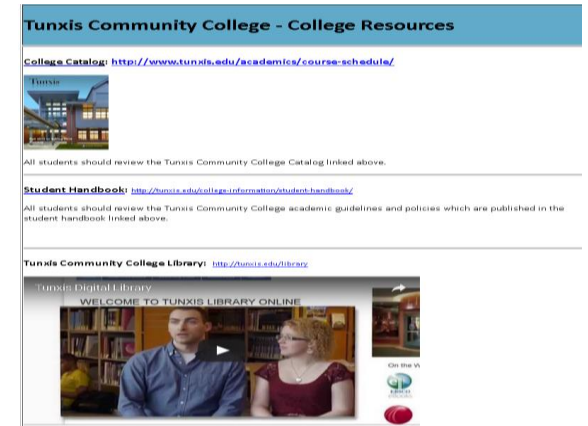 Tunxis Community College - College Resources
College Catalog: http://www.tunxis.edu/academics/course-schedule/
Tunxis
All students should review the Tunxis Community College Catalog linked above.
Student Handbook: http://tunxis.edu/college-information/student-handbook/
All students should review the Tunxis Community College academic guidelines and policies which are published in the
student handbook linked above.
Tunxis Community College Library: http://tunxis.edu/library
Tunxis Digital Library
WELCOME TO TUNXIS LIBRARY ONLINE
On the